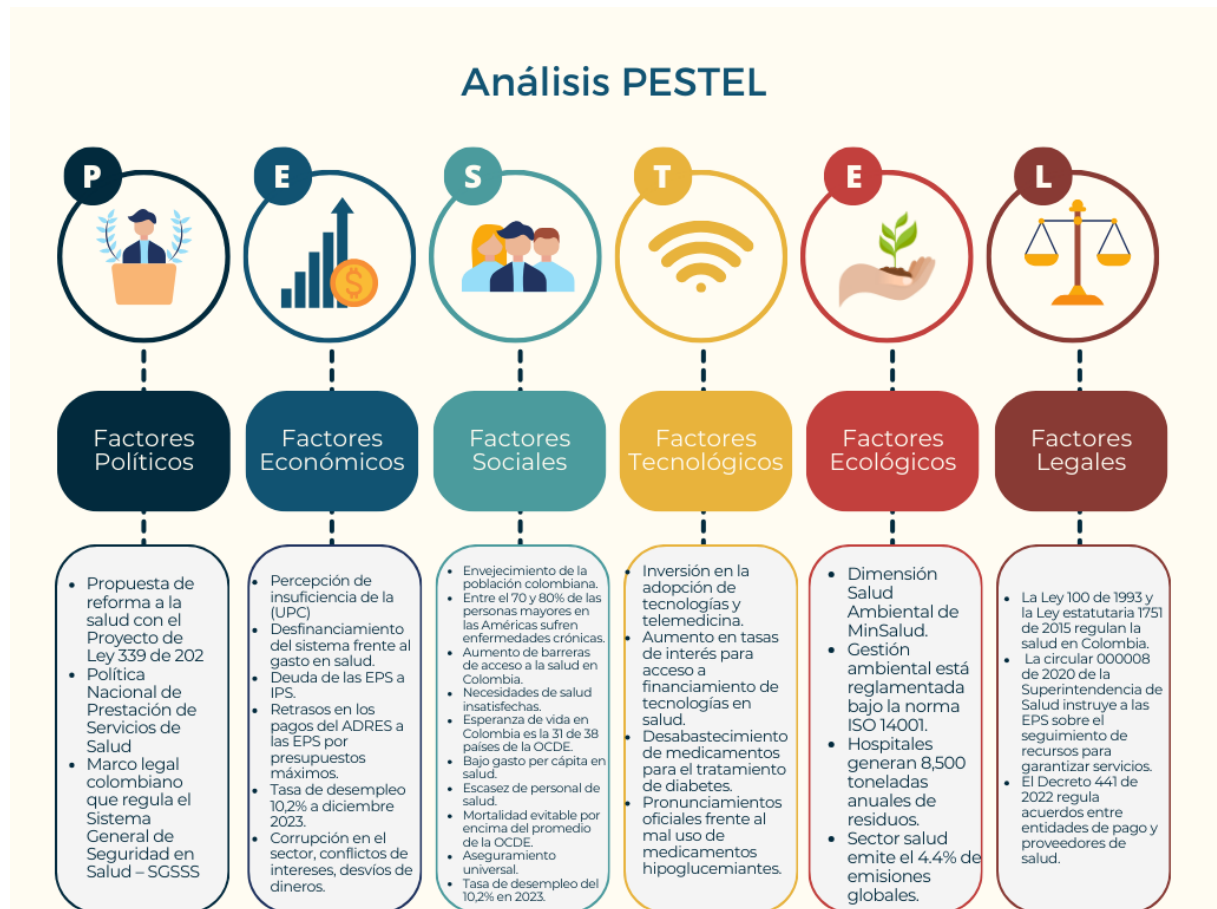 Análisis PESTEL
P
E
S
T
E
L
Factores
Políticos
Factores
Económicos
Factores
Sociales
Factores
Tecnológicos
Factores
Ecológicos
Factores
Legales
• Propuesta de
reforma a la
salud con el
Proyecto de
Ley 339 de 202
• Política
Nacional de
Prestación de
Servicios de
Salud
• Marco legal
colombiano
que regula el
Sistema
General de
Seguridad en
Salud – SGSSS
• Percepción de
insuficiencia de la
(UPC)
• Desfinanciamiento
del sistema frente al
gasto en salud.
• Deuda de las EPS a
IPS.
• Retrasos en los
pagos del ADRES a
las EPS por
presupuestos
máximos.
• Tasa de desempleo
10,2% a diciembre
2023.
• Corrupción en el
sector, conflictos de
intereses, desvíos de
dineros.
• Envejecimiento de la
población colombiana.
• Entre el 70 y 80% de las
personas mayores en
las Américas sufren
enfermedades crónicas.
• Aumento de barreras
de acceso a la salud en
Colombia.
• Necesidades de salud
insatisfechas.
• Esperanza de vida en
Colombia es la 31 de 38
países de la OCDE.
• Bajo gasto per cápita en
salud.
• Escasez de personal de
salud.
• Mortalidad evitable por
encima del promedio
de la OCDE.
• Aseguramiento
universal.
• Tasa de desempleo del
10,2% en 2023.
• Inversión en la
adopción de
tecnologías y
telemedicina.
• Aumento en tasas
de interés para
acceso a
financiamiento de
tecnologías en
salud.
• Desabastecimiento
de medicamentos
para el tratamiento
de diabetes.
• Pronunciamientos
oficiales frente al
mal uso de
medicamentos
hipoglucemiantes.
• Dimensión
Salud
Ambiental de
MinSalud.
• Gestión
ambiental está
reglamentada
bajo la norma
ISO 14001.
• Hospitales
generan 8,500
toneladas
anuales de
residuos.
• Sector salud
emite el 4.4% de
emisiones
globales.
• La Ley 100 de 1993 y
la Ley estatutaria 1751
de 2015 regulan la
salud en Colombia.
• La circular 000008
de 2020 de la
Superintendencia de
Salud instruye a las
EPS sobre el
seguimiento de
recursos para
garantizar servicios.
• El Decreto 441 de
2022 regula
acuerdos entre
entidades de pago y
proveedores de
salud.